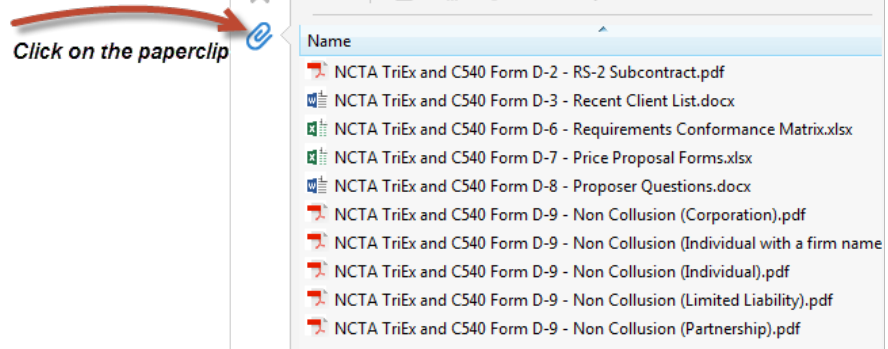 Click on the paperclip
Name
NCTA TriEx and C540 Form D-2 - RS-2 Subcontract.pdf
NCTA TriEx and C540 Form D-3 - Recent Client List.docx
NCTA TriEx and C540 Form D-6 - Requirements Conformance Matrix.xlsx
NCTA TriEx and C540 Form D-7 - Price Proposal Forms.xlsx
NCTA TriEx and C540 Form D-8 - Proposer Questions.docx
NCTA TriEx and C540 Form D-9 - Non Collusion (Corporation).pdf
NCTA TriEx and C540 Form D-9 - Non Collusion (Individual with a firm name
NCTA TriEx and C540 Form D-9 - Non Collusion (Individual).pdf
NCTA TriEx and C540 Form D-9 - Non Collusion (Limited Liability).pdf
NCTA TriEx and C540 Form D-9 - Non Collusion (Partnership).pdf